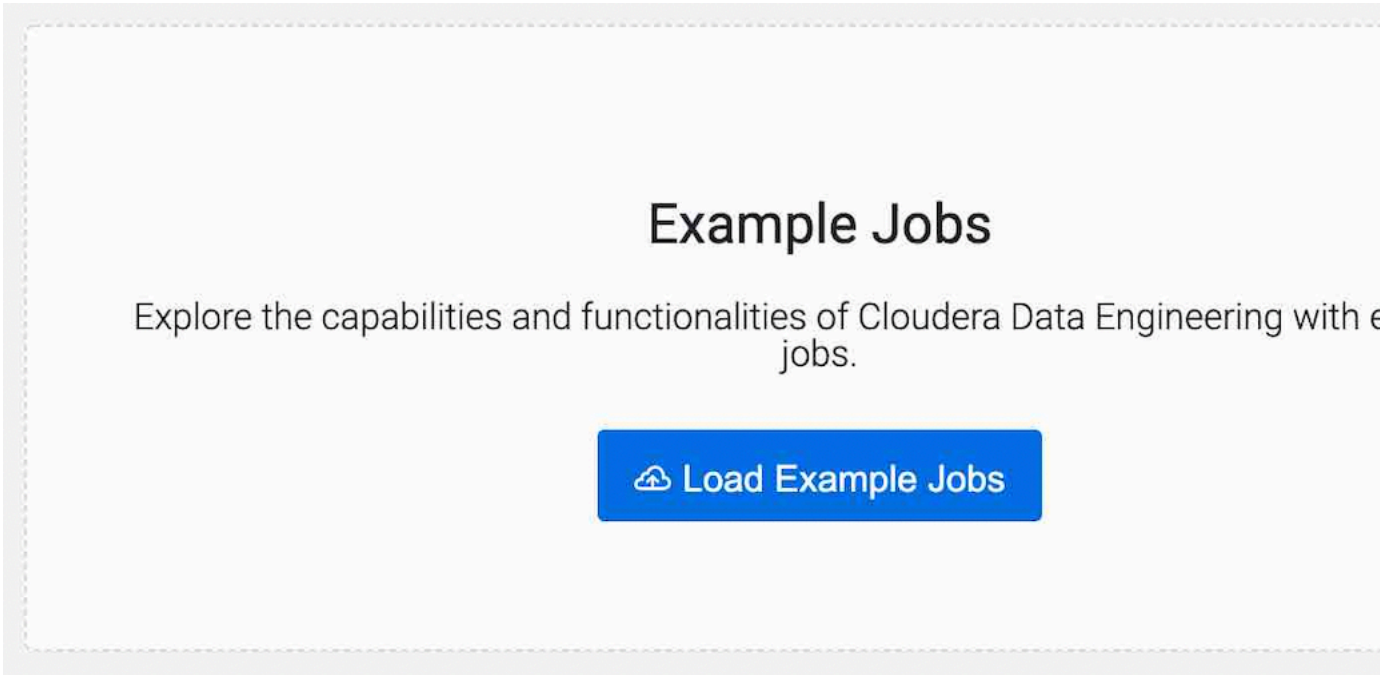 Example Jobs
Explore the capabilities and functionalities of Cloudera Data Engineering with
jobs.
Load Example Jobs